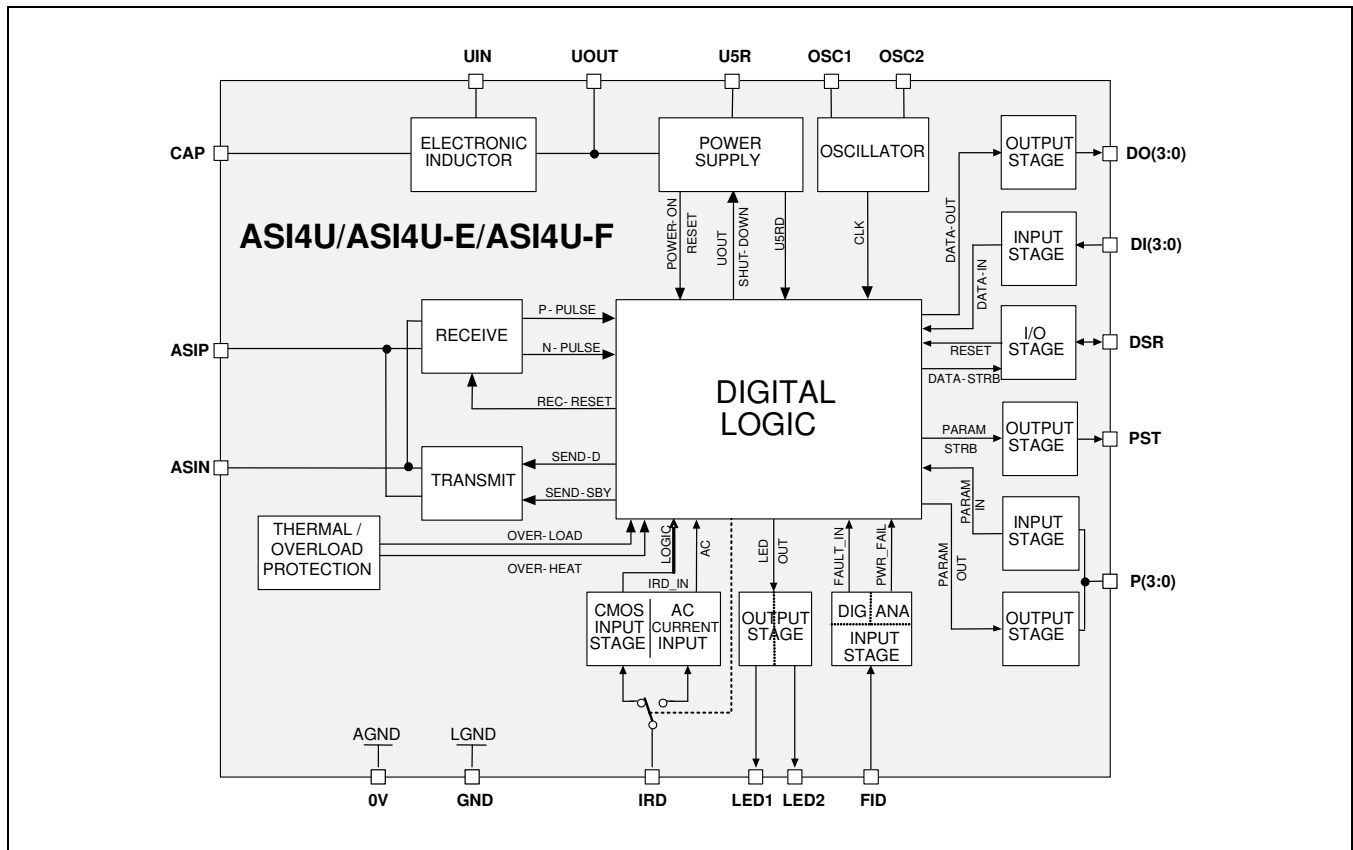 UIN
UOUT
U5R
OSC1
OSC2
CAP
ELECTRONIC
INDUCTOR
POWER
SUPPLY
OSCILLATOR
OUTPUT
STAGE
DO(3:0)
ASI4U/ASI4U-E/ASI4U-F
POWER-ON
RESET
UOUT
SHUT-DOWN
U5RD
CLK
DATA-OUT
DATA-IN
INPUT
STAGE
DI(3:0)
ASIP
RECEIVE
P-PULSE
N-PULSE
REC-RESET
DIGITAL
LOGIC
RESET
DATA-STRB
I/O
STAGE
DSR
ASIN
TRANSMIT
SEND-D
SEND-SBY
PARAM
STRB
OUTPUT
STAGE
PST
PARAM
IN
INPUT
STAGE
THERMAL /
OVERLOAD
PROTECTION
OVER-LOAD
OVER-HEAT
LOGIC
IRD_IN
AC
LED
OUT
FAULT_IN
PWR_FAIL
PARAM
OUT
P(3:0)
CMOS
INPUT
STAGE
AC
CURRENT
INPUT
OUTPUT
STAGE
DIG
ANA
INPUT
STAGE
OUTPUT
STAGE
AGND
LGND
0V
GND
IRD
LED1
LED2
FID